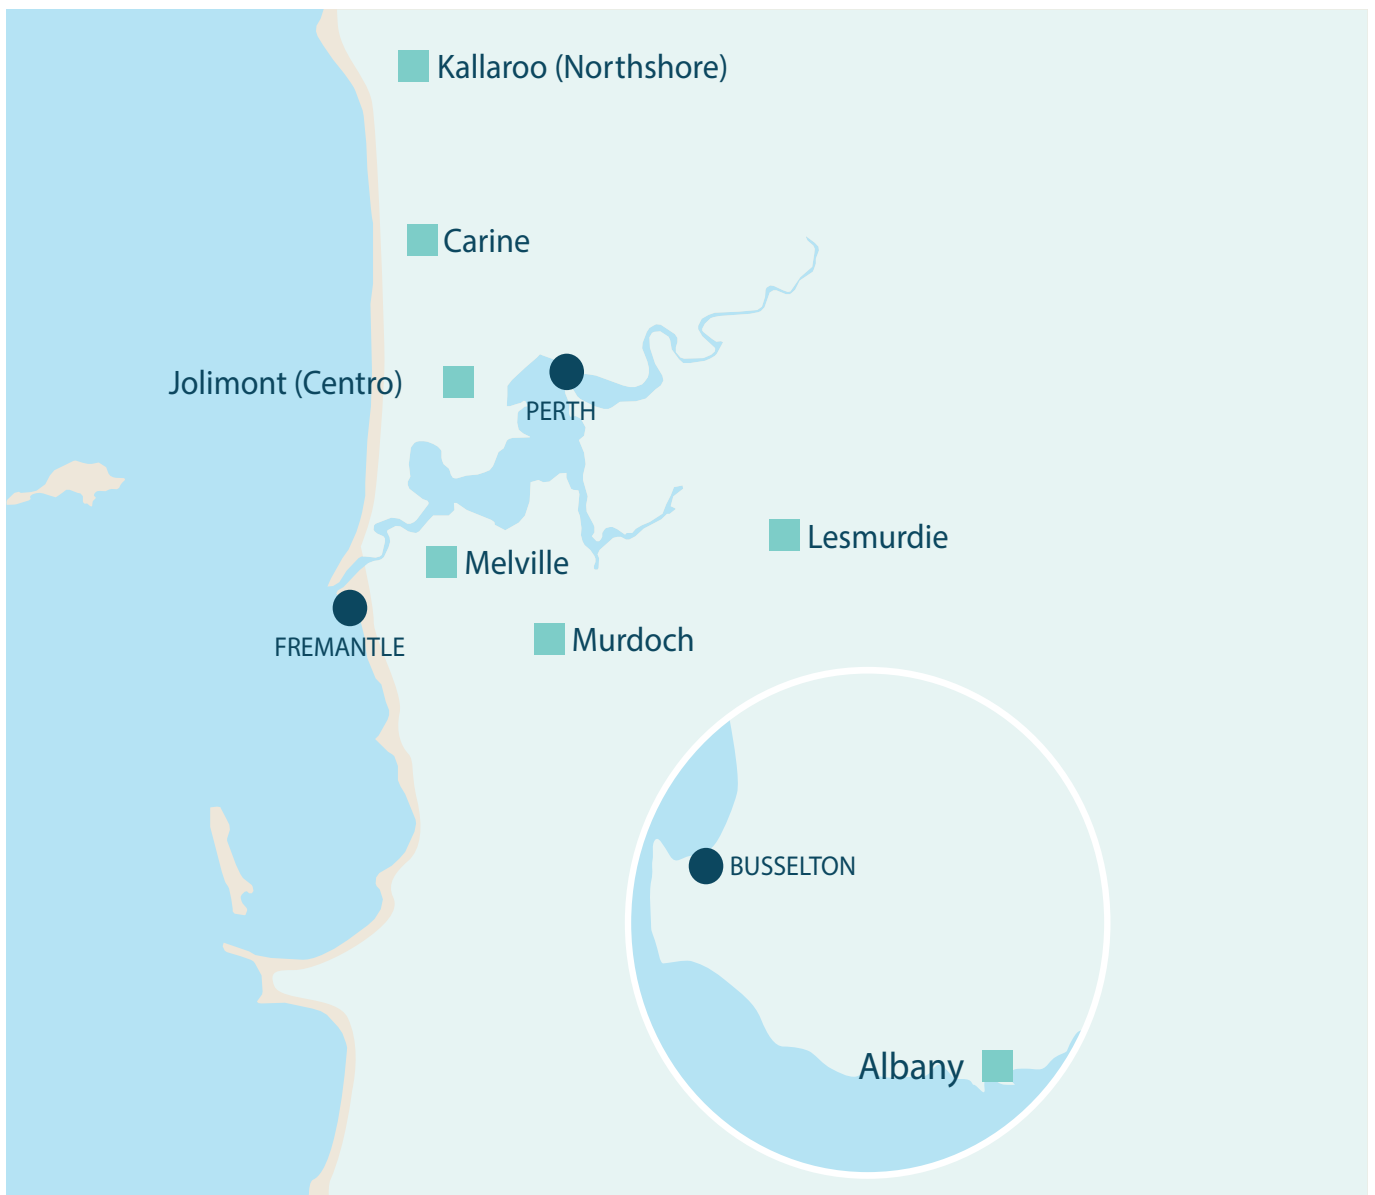 Kallaroo (Northshore)
Carine
Jolimont (Centro)
PERTH
Lesmurdie
Melville
FREMANTLE
Murdoch
BUSSELTON
Albany